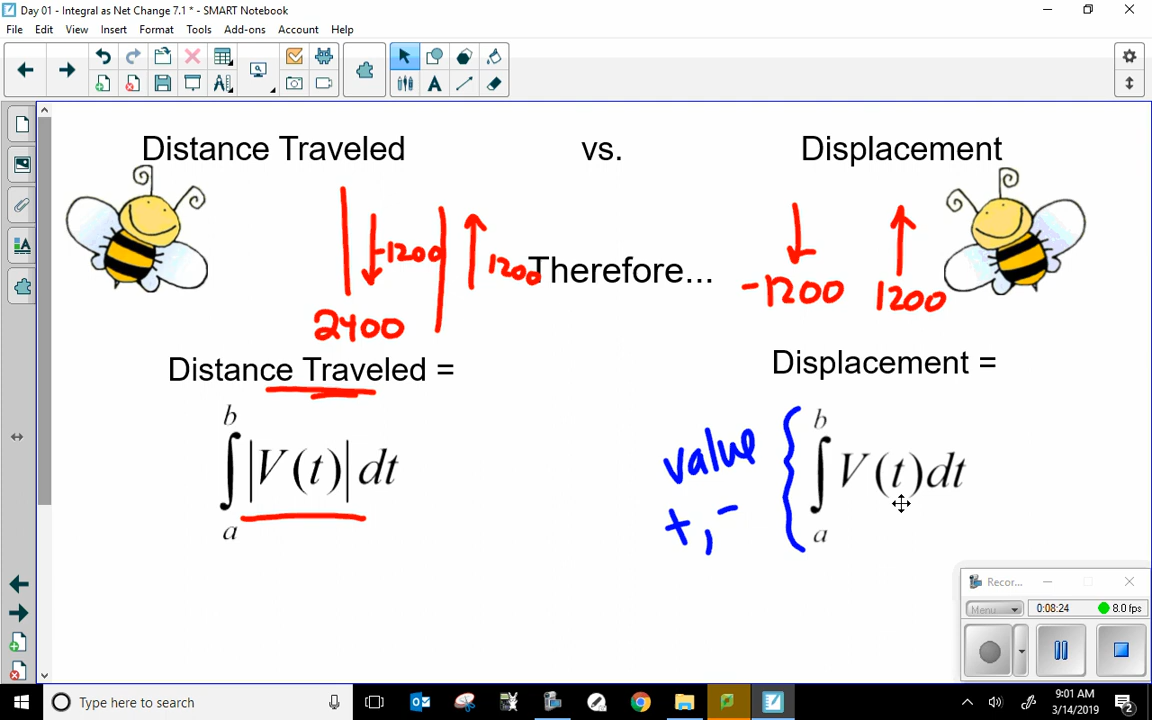 Day 01 - Integral as Net Change 7.1 * - SMART Notebook
File Edit View Insert Format Tools Add-ons Account Help
Distance Traveled vs. Displacement
-1200
1200
Therefore...
-1200
1200
2400
Distance Traveled =
Displacement =
b
∫|V(t)|dt
a
value
+, -
b
∫V(t)dt
a
Recor...
Menu
0:08:24
8.0 fps
Type here to search
9:01 AM
3/14/2019
2